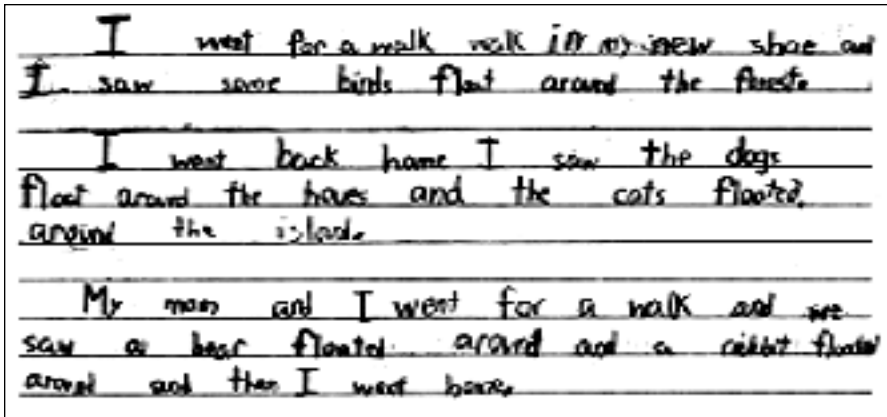 I went for a walk walk in my new shoe and
I saw some birds float around the forest.
I went back home I saw the dogs
float around the houes and the cats floated.
around the island.
My mom and I went for a walk and we
saw a bear floated around and a rabbit floated
around and then I went home.